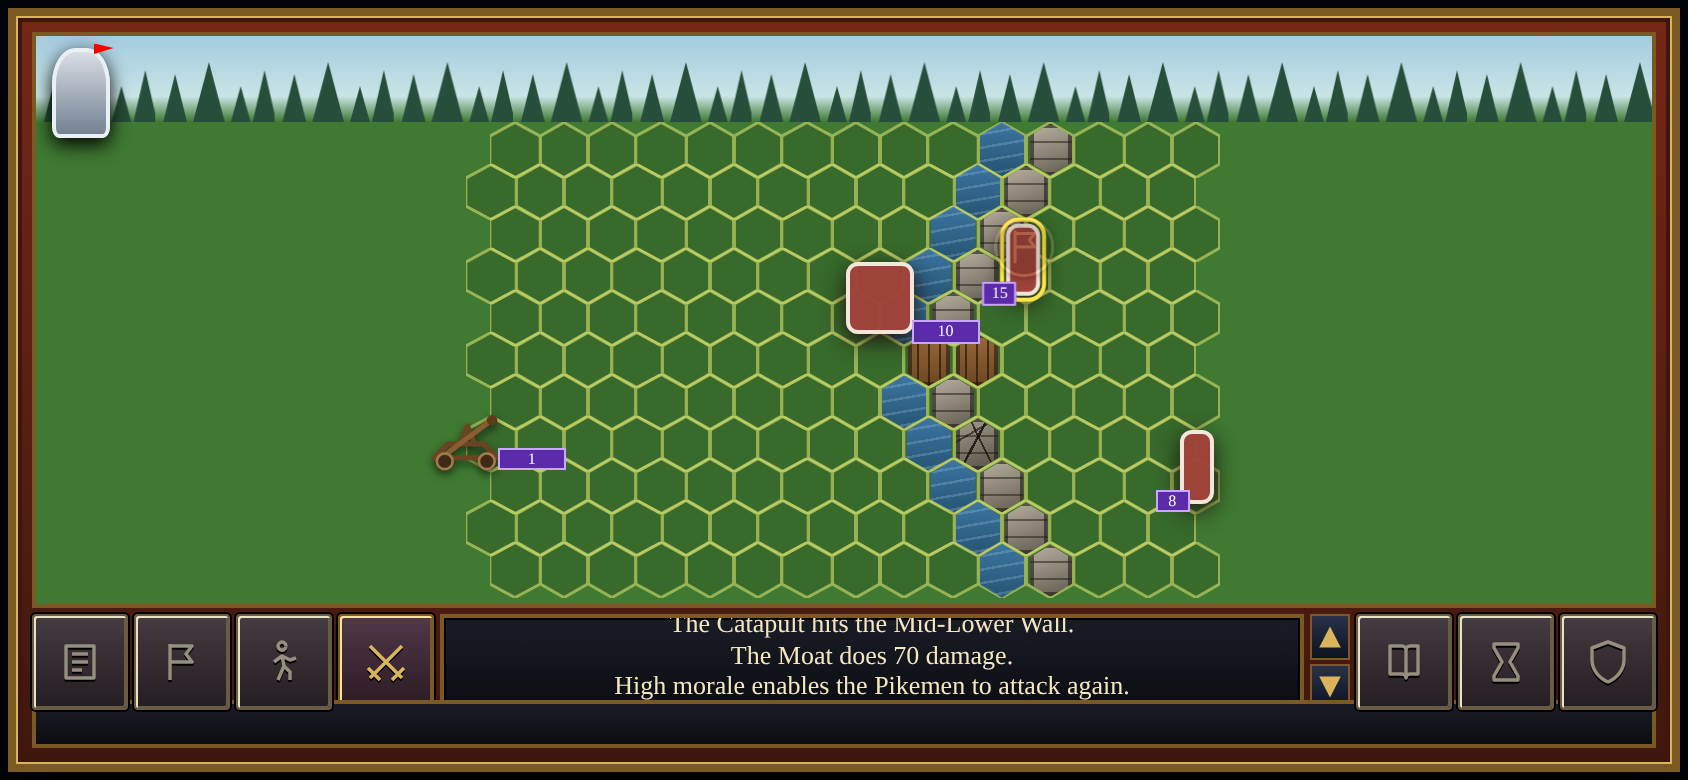 15
10
1
8
The Catapult hits the Mid-Lower Wall.
The Moat does 70 damage.
High morale enables the Pikemen to attack again.